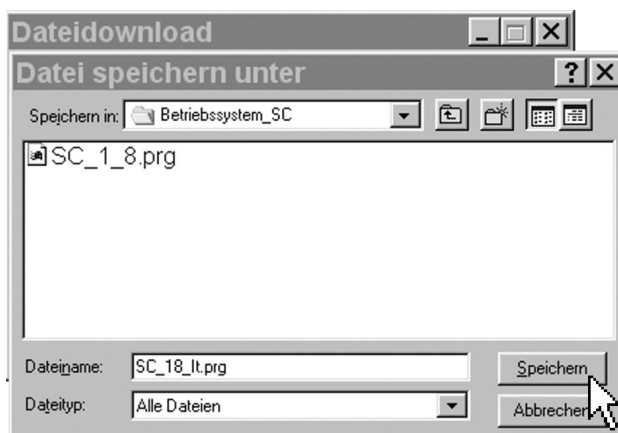 Dateidownload
Datei speichern unter
Speichern in: Betriebssystem_SC
SC_1_8.prg
Dateiname: SC_18_lt.prg Speichern
Dateityp: Alle Dateien Abbrechen